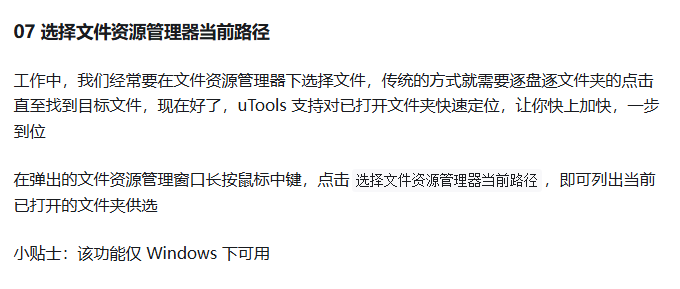 07 选择文件资源管理器当前路径
工作中，我们经常要在文件资源管理器下选择文件，传统的方式就需要逐盘逐文件夹的点击
直至找到目标文件，现在好了，uTools 支持对已打开文件夹快速定位，让你快上加快，一步
到位
在弹出的文件资源管理窗口长按鼠标中键，点击 选择文件资源管理器当前路径 ，即可列出当前
已打开的文件夹供选
小贴士：该功能仅 Windows 下可用